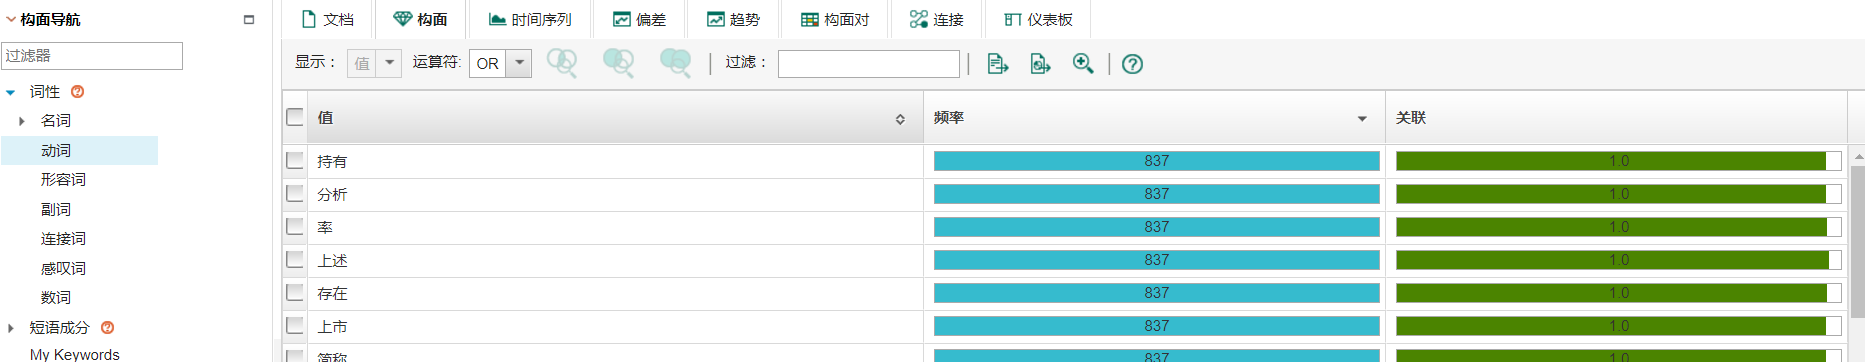 构面导航
过滤器
词性
名词
动词
形容词
副词
连接词
感叹词
数词
短语成分
My Keywords
文档 构面 时间序列 偏差 趋势 构面对 连接 仪表板
显示： 值 运算符: OR 过滤：
值 频率 关联
持有 837 1.0
分析 837 1.0
率 837 1.0
上述 837 1.0
存在 837 1.0
上市 837 1.0
简称 837 1.0